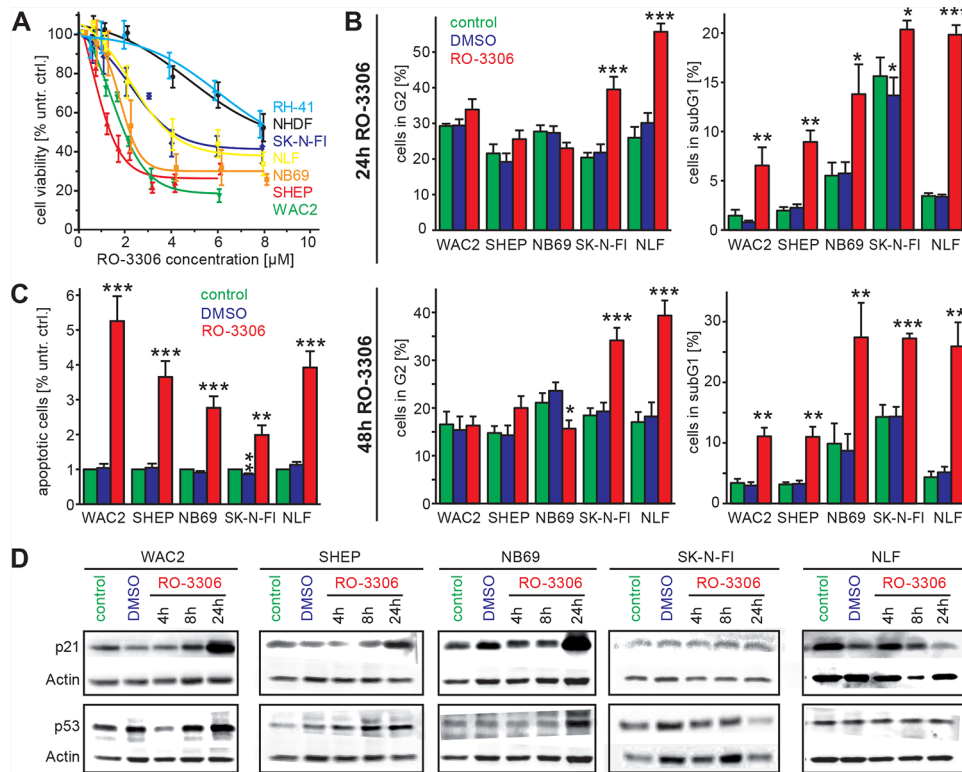 A
cell viability [% untr. ctrl.]
100
80
60
40
20
0
0 2 4 6 8 10
RO-3306 concentration [µM]
RH-41
NHDF
SK-N-FI
NLF
NB69
SHEP
WAC2
B
24h RO-3306
control
DMSO
RO-3306
cells in G2 [%]
50
40
30
20
10
0
***
***
WAC2 SHEP NB69 SK-N-FI NLF
cells in subG1 [%]
20
15
10
5
0
** ** * * * ***
WAC2 SHEP NB69 SK-N-FI NLF
C
control
DMSO
RO-3306
apoptotic cells [% untr. ctrl.]
6
5
4
3
2
1
0
*** *** *** ** ** ***
WAC2 SHEP NB69 SK-N-FI NLF
48h RO-3306
cells in G2 [%]
40
30
20
10
0
* *** ***
WAC2 SHEP NB69 SK-N-FI NLF
cells in subG1 [%]
30
20
10
0
** ** ** *** **
WAC2 SHEP NB69 SK-N-FI NLF
D
WAC2 SHEP NB69 SK-N-FI NLF
control DMSO RO-3306 4h 8h 24h
control DMSO RO-3306 4h 8h 24h
control DMSO RO-3306 4h 8h 24h
control DMSO RO-3306 4h 8h 24h
control DMSO RO-3306 4h 8h 24h
p21
Actin
p53
Actin